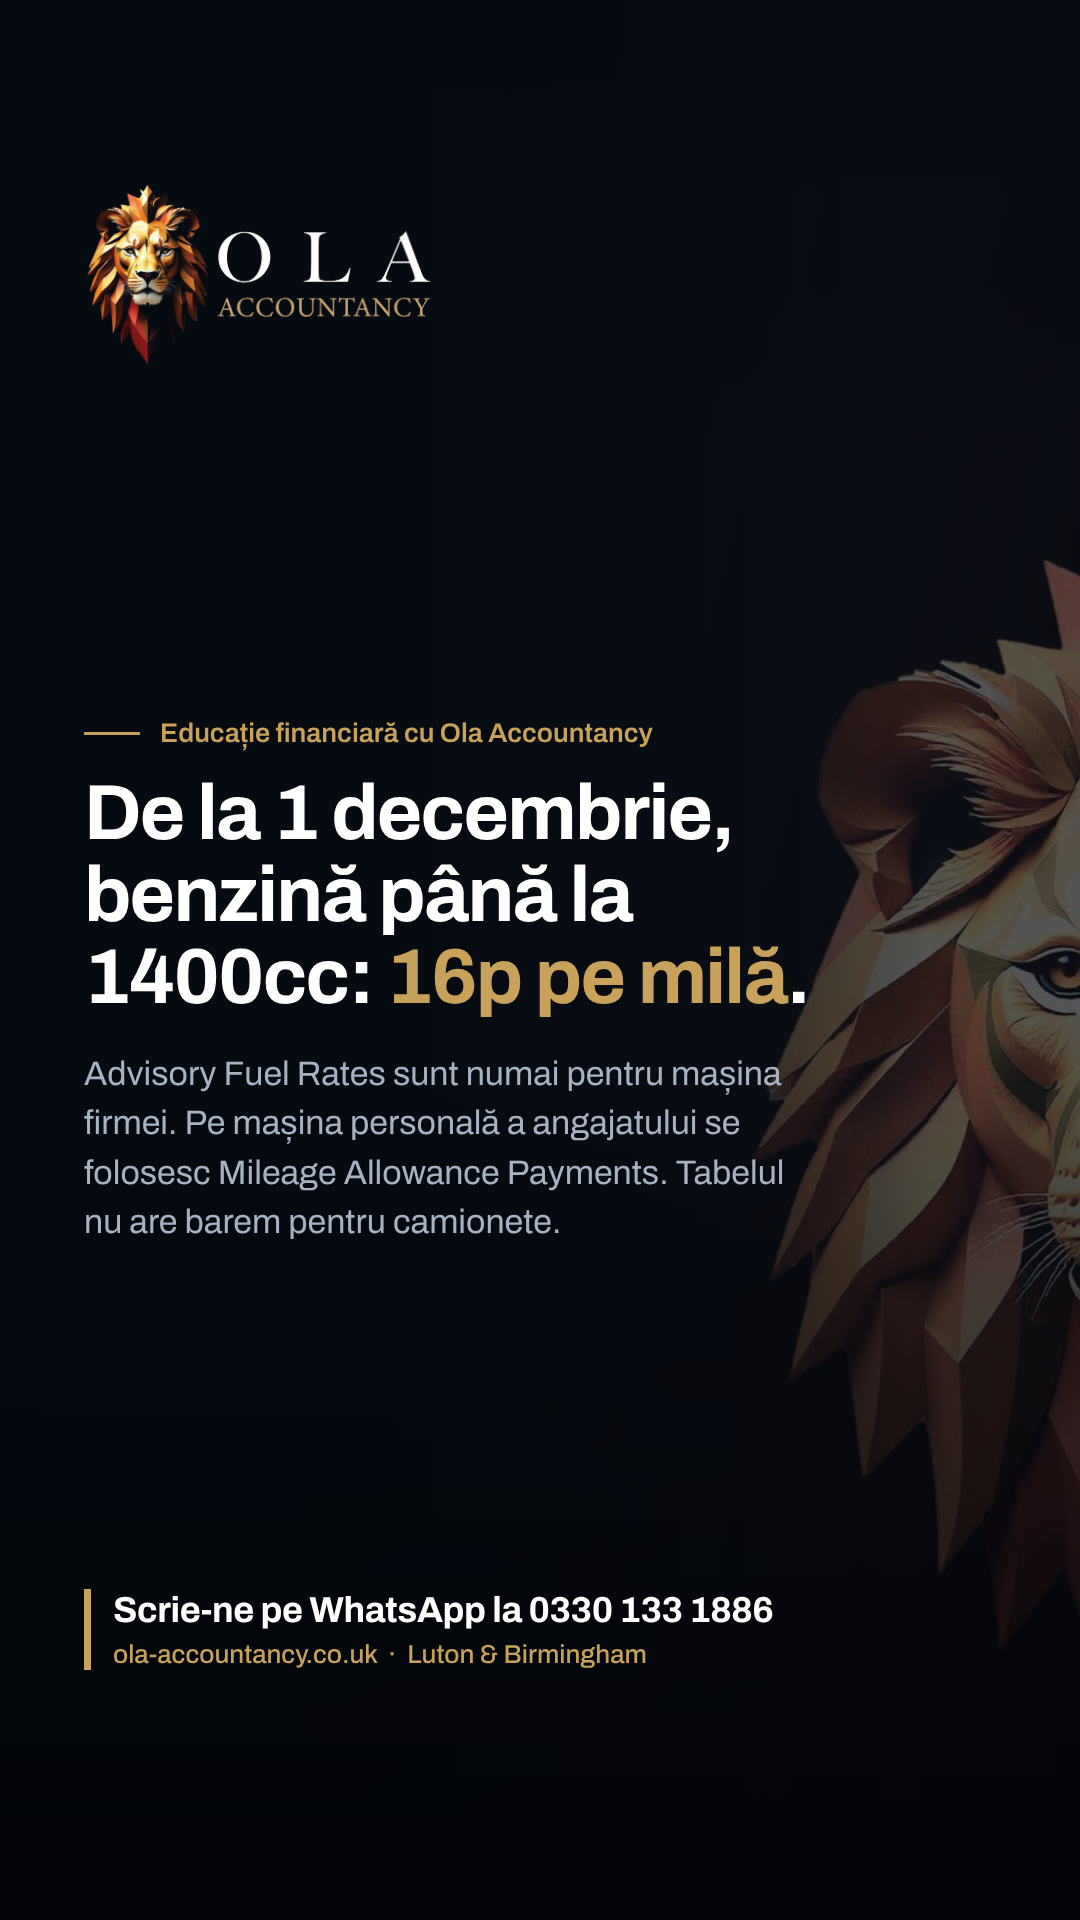 OLA
ACCOUNTANCY
Educație financiară cu Ola Accountancy
De la 1 decembrie,
benzină până la
1400cc: 16p pe milă.
Advisory Fuel Rates sunt numai pentru mașina
firmei. Pe mașina personală a angajatului se
folosesc Mileage Allowance Payments. Tabelul
nu are barem pentru camionete.
Scrie-ne pe WhatsApp la 0330 133 1886
ola-accountancy.co.uk · Luton & Birmingham